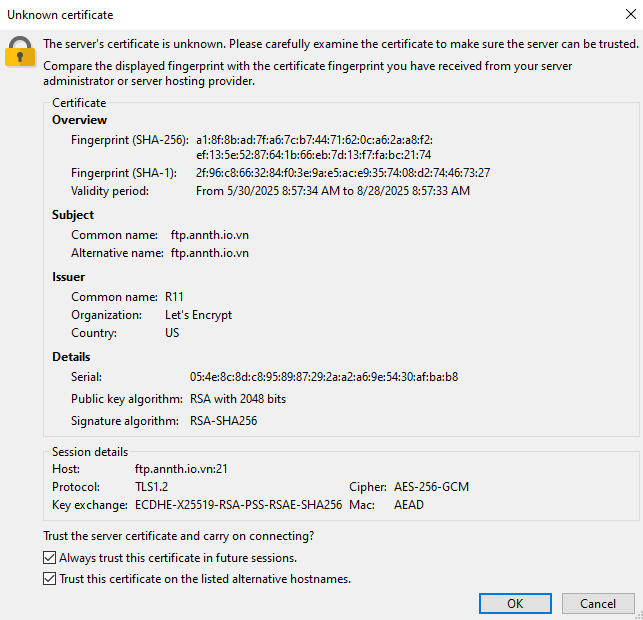 Unknown certificate
The server's certificate is unknown. Please carefully examine the certificate to make sure the server can be trusted.
Compare the displayed fingerprint with the certificate fingerprint you have received from your server
administrator or server hosting provider.
Certificate
Overview
Fingerprint (SHA-256): a1:8f:8b:ad:7f:a6:7c:b7:44:71:62:0c:a6:2a:a8:f2:
ef:13:5e:52:87:64:1b:66:eb:7d:13:f7:fa:bc:21:74
Fingerprint (SHA-1): 2f:96:c8:66:32:84:f0:3e:9a:e5:ac:e9:35:74:08:d2:74:46:73:27
Validity period: From 5/30/2025 8:57:34 AM to 8/28/2025 8:57:33 AM
Subject
Common name: ftp.annth.io.vn
Alternative name: ftp.annth.io.vn
Issuer
Common name: R11
Organization: Let's Encrypt
Country: US
Details
Serial: 05:4e:8c:8d:c8:95:89:87:29:2a:a2:a6:9e:54:30:af:ba:b8
Public key algorithm: RSA with 2048 bits
Signature algorithm: RSA-SHA256
Session details
Host: ftp.annth.io.vn:21
Protocol: TLS1.2 Cipher: AES-256-GCM
Key exchange: ECDHE-X25519-RSA-PSS-RSAE-SHA256 Mac: AEAD
Trust the server certificate and carry on connecting?
Always trust this certificate in future sessions.
Trust this certificate on the listed alternative hostnames.
OK Cancel